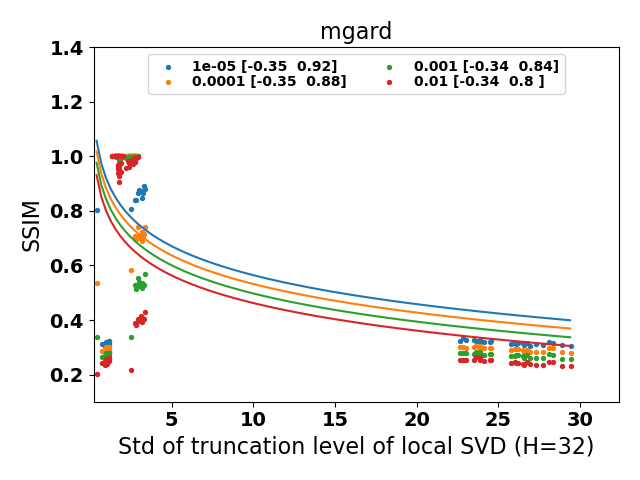 mgard
1.4
1e-05 [-0.35  0.92]
0.0001 [-0.35  0.88]
0.001 [-0.34  0.84]
0.01 [-0.34  0.8 ]
1.2
1.0
0.8
0.6
0.4
0.2
SSIM
5 10 15 20 25 30
Std of truncation level of local SVD (H=32)